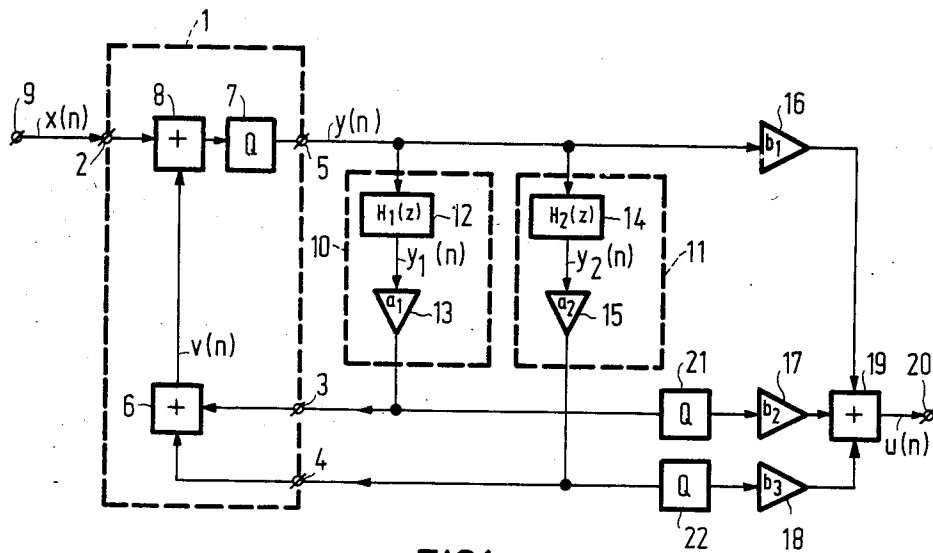 1
9
x(n)
8
7
+
Q
2
5
y(n)
16
b1
H1(z)
12
H2(z)
14
10
y1(n)
y2(n)
11
a1
13
a2
15
v(n)
21
17
19
20
6
+
3
Q
b2
+
u(n)
4
Q
b3
22
18